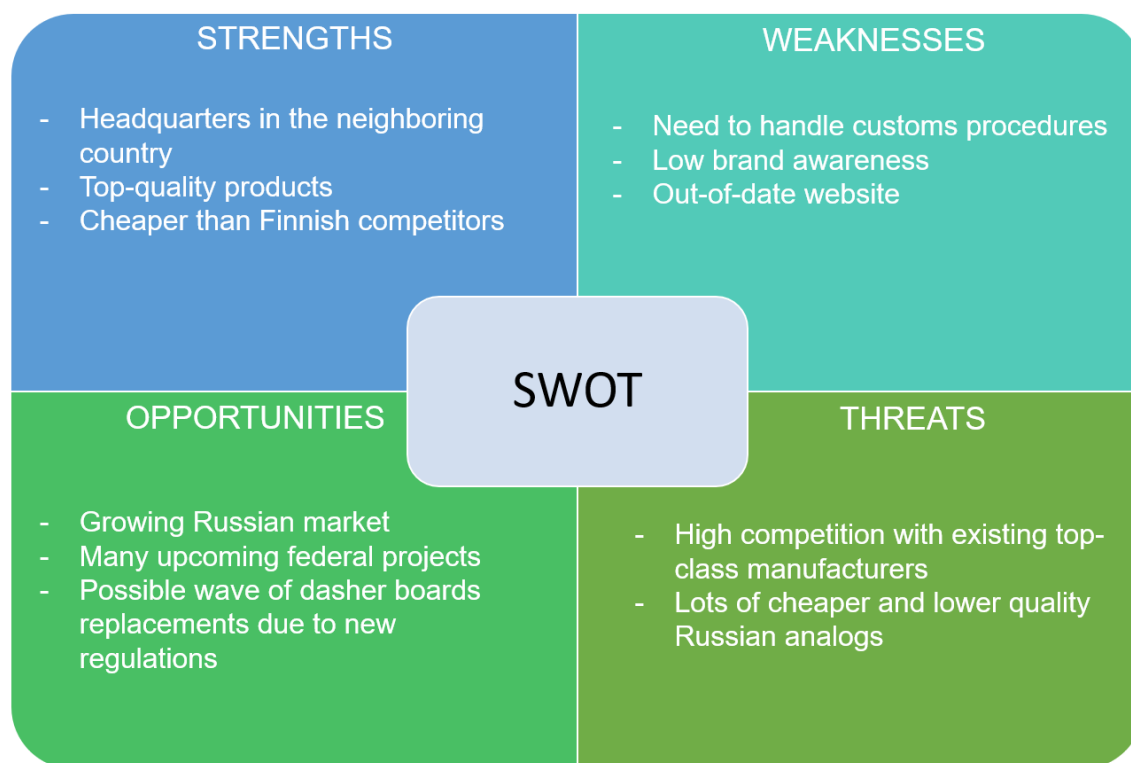 STRENGTHS
- Headquarters in the neighboring
country
- Top-quality products
- Cheaper than Finnish competitors
WEAKNESSES
- Need to handle customs procedures
- Low brand awareness
- Out-of-date website
SWOT
OPPORTUNITIES
- Growing Russian market
- Many upcoming federal projects
- Possible wave of dasher boards
replacements due to new
regulations
THREATS
- High competition with existing top-
class manufacturers
- Lots of cheaper and lower quality
Russian analogs